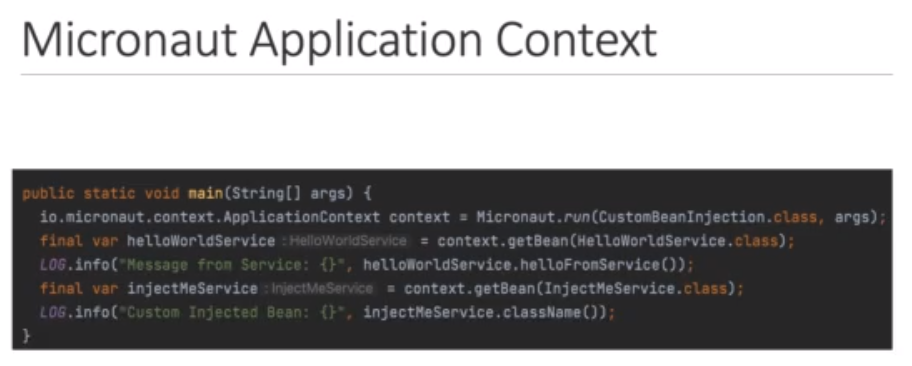 Micronaut Application Context
public static void main(String[] args) {
io.micronaut.context.ApplicationContext context = Micronaut.run(CustomBeanInjection.class, args);
final var helloWorldService : HelloWorldService = context.getBean(HelloWorldService.class);
LOG.info("Message from Service: {}", helloWorldService.helloFromService());
final var injectMeService : InjectMeService = context.getBean(InjectMeService.class);
LOG.info("Custom Injected Bean: {}", injectMeService.className());
}